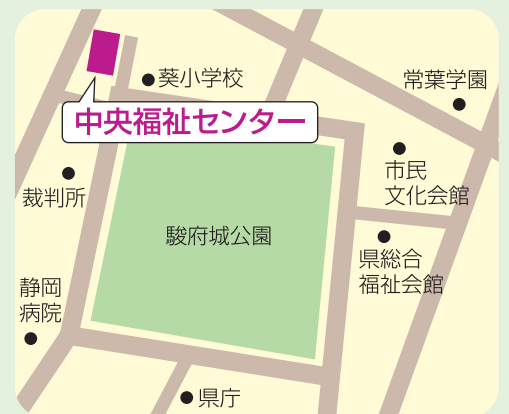 葵小学校
常葉学園
中央福祉センター
市民
文化会館
裁判所
駿府城公園
県総合
福祉会館
静岡
病院
県庁